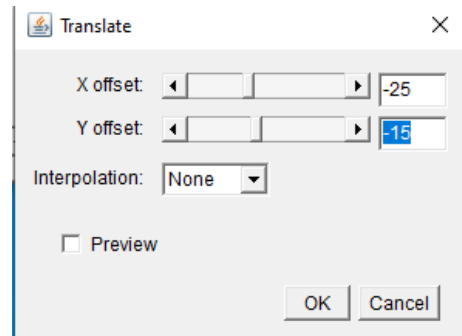 Translate
X offset: -25
Y offset: -15
Interpolation: None
Preview
OK Cancel